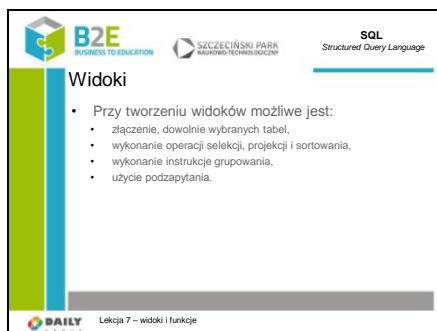 B2E
BUSINESS TO EDUCATION
SZCZECIŃSKI PARK
NAUKOWO-TECHNOLOGICZNY
SQL
Structured Query Language
Widoki
• Przy tworzeniu widoków możliwe jest:
• złączenie, dowolnie wybranych tabel,
• wykonanie operacji selekcji, projekcji i sortowania,
• wykonanie instrukcje grupowania,
• użycie podzapytania.
DAILY
Lekcja 7 – widoki i funkcje